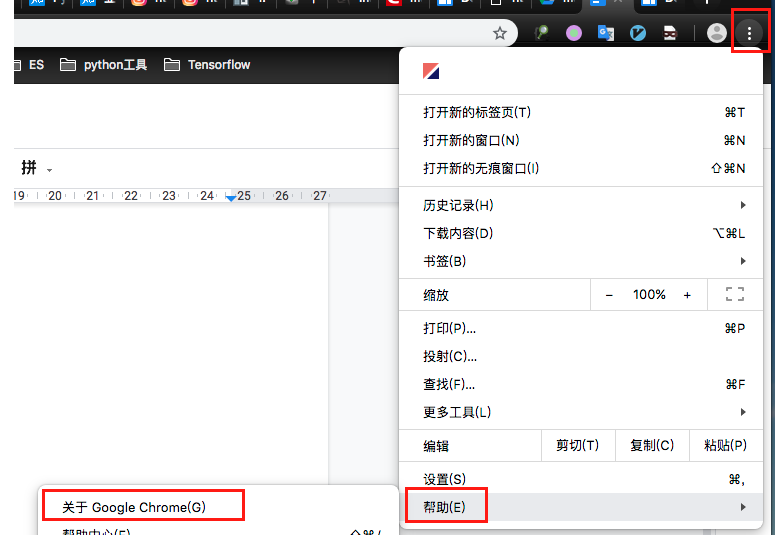 ES python工具 Tensorflow
拼
19 20 21 22 23 24 25 26 27
打开新的标签页(T) ⌘T
打开新的窗口(N) ⌘N
打开新的无痕窗口(I) ⇧⌘N
历史记录(H)
下载内容(D) ⌥⌘L
书签(B)
缩放 − 100% +
打印(P)... ⌘P
投射(C)...
查找(F)... ⌘F
更多工具(L)
编辑 剪切(T) 复制(C) 粘贴(P)
设置(S) ⌘,
帮助(E)
关于 Google Chrome(G)
帮助中心(E)